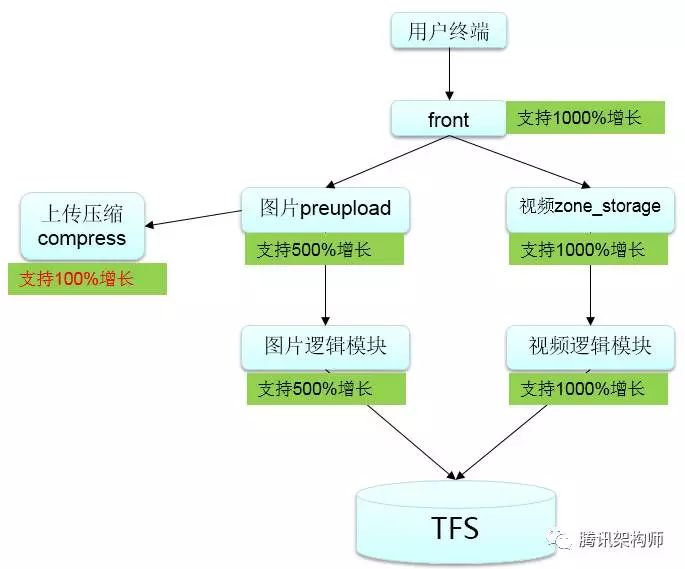 用户终端
front
支持1000%增长
上传压缩
compress
支持100%增长
图片preupload
支持500%增长
视频zone_storage
支持1000%增长
图片逻辑模块
支持500%增长
视频逻辑模块
支持1000%增长
TFS
腾讯架构师